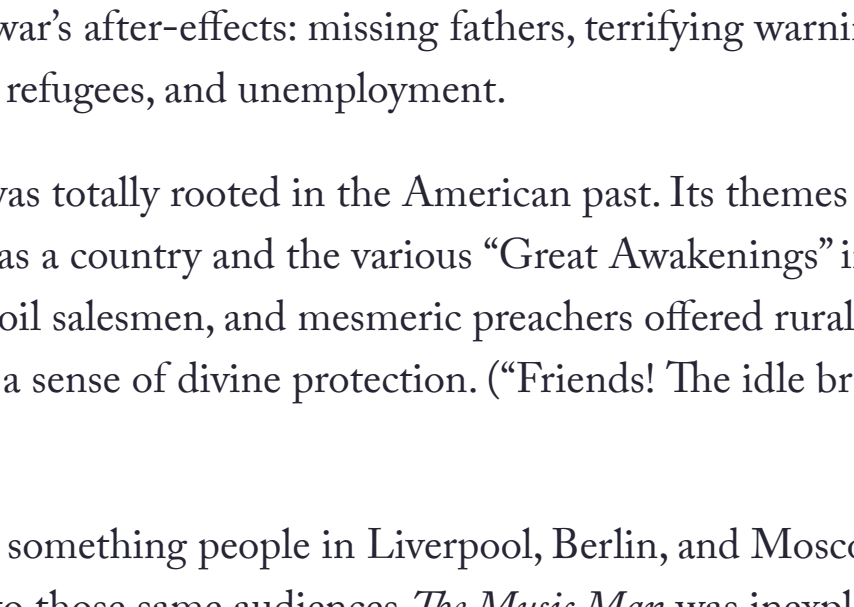 war’s after-effects: missing fathers, terrifying
refugees, and unemployment.
was totally rooted in the American past. Its themes
as a country and the various “Great Awakenings”
oil salesmen, and mesmeric preachers offered rural
a sense of divine protection. (“Friends! The idle
something people in Liverpool, Berlin, and
to those same audiences The Music Man was